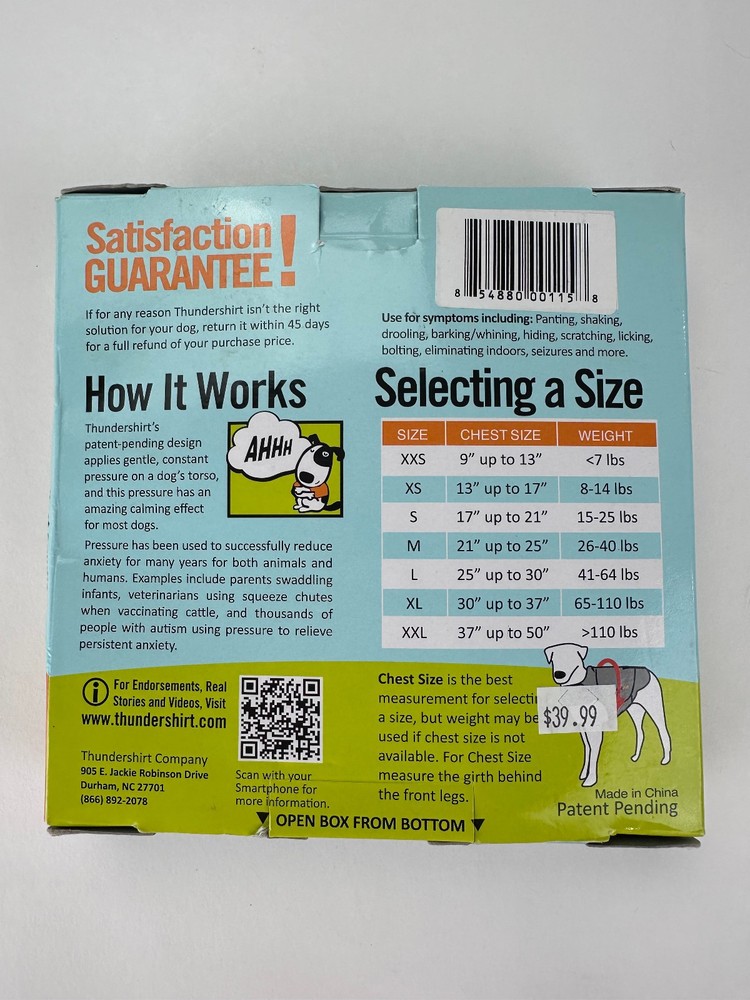 Satisfaction
GUARANTEE!
If for any reason Thundershirt isn't the right
solution for your dog, return it within 45 days
for a full refund of your purchase price.
How It Works
Thundershirt's
patent-pending design
applies gentle, constant
pressure on a dog's torso,
and this pressure has an
amazing calming effect
for most dogs.
AHHH
Pressure has been used to successfully reduce
anxiety for many years for both animals and
humans. Examples include parents swaddling
infants, veterinarians using squeeze chutes
when vaccinating cattle, and thousands of
people with autism using pressure to relieve
persistent anxiety.
i For Endorsements, Real
Stories and Videos, Visit
www.thundershirt.com
Thundershirt Company
905 E. Jackie Robinson Drive
Durham, NC 27701
(866) 892-2078
Scan with your
Smartphone for
more information.
8 54880 00115 8
Use for symptoms including: Panting, shaking,
drooling, barking/whining, hiding, scratching, licking,
bolting, eliminating indoors, seizures and more.
Selecting a Size
SIZE CHEST SIZE WEIGHT
XXS 9" up to 13" <7 lbs
XS 13" up to 17" 8-14 lbs
S 17" up to 21" 15-25 lbs
M 21" up to 25" 26-40 lbs
L 25" up to 30" 41-64 lbs
XL 30" up to 37" 65-110 lbs
XXL 37" up to 50" >110 lbs
Chest Size is the best
measurement for selecti
a size, but weight may be
used if chest size is not
available. For Chest Size
measure the girth behind
the front legs.
$39.99
Made in China
Patent Pending
▼ OPEN BOX FROM BOTTOM ▼